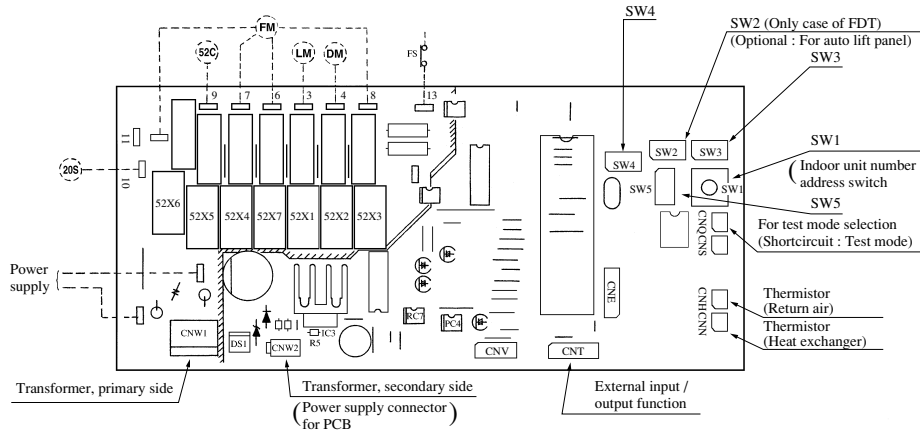 SW4
SW2 (Only case of FDT)
(Optional : For auto lift panel)
SW3
SW1
(Indoor unit number
address switch
SW5
For test mode selection
(Shortcircuit : Test mode)
Thermistor
(Return air)
Thermistor
(Heat exchanger)
FM
52C
LM
DM
FS
9
7
6
3
4
8
13
11
10
20S
52X6
52X5
52X4
52X7
52X1
52X2
52X3
SW4
SW2
SW3
SW5
SW1
CNQ
CNS
CNH
CNN
CNE
Power
supply
CNW1
DS1
CNW2
R5
IC3
RC7
PC4
CNV
CNT
Transformer, primary side
Transformer, secondary side
(Power supply connector
for PCB)
External input /
output function